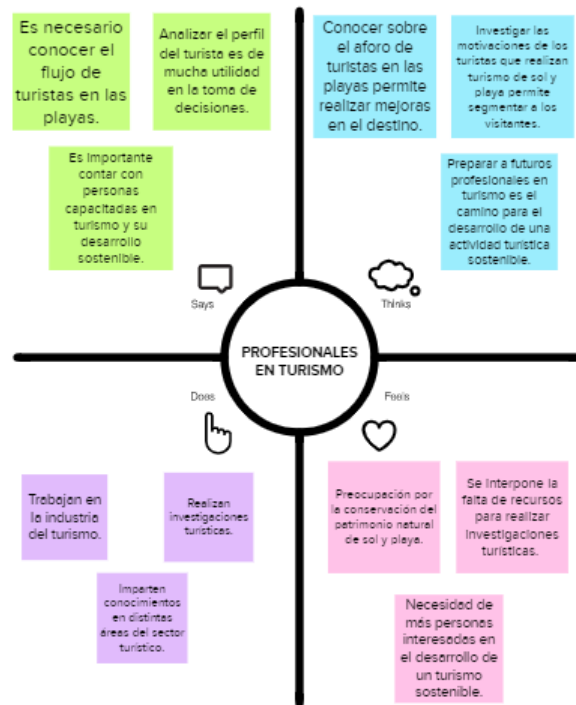 Es necesario
conocer el
flujo de
turistas en las
playas.
Analizar el perfil
del turista es de
mucha utilidad
en la toma de
decisiones.
Es importante
contar con
personas
capacitadas en
turismo y su
desarrollo
sostenible.
Says
Conocer sobre
el aforo de
turistas en las
playas permite
realizar mejoras
en el destino.
Investigar las
motivaciones de los
turistas que realizan
turismo de sol y
playa permite
segmentar a los
visitantes.
Preparar a futuros
profesionales en
turismo es el
camino para el
desarrollo de una
actividad turística
sostenible.
Thinks
PROFESIONALES
EN TURISMO
Does
Trabajan en
la industria
del turismo.
Realizan
investigaciones
turísticas.
Imparten
conocimientos
en distintas
áreas del sector
turístico.
Feels
Preocupación por
la conservación del
patrimonio natural
de sol y playa.
Se interpone la
falta de recursos
para realizar
investigaciones
turísticas.
Necesidad de
más personas
interesadas en
el desarrollo de
un turismo
sostenible.